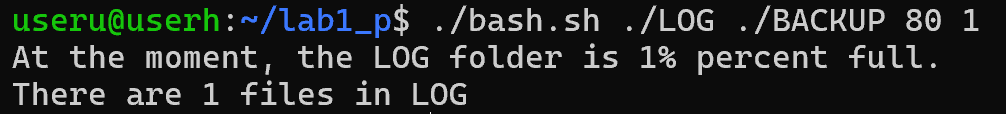 useru@userh:~/lab1_p$ ./bash.sh ./LOG ./BACKUP 80 1
At the moment, the LOG folder is 1% percent full.
There are 1 files in LOG